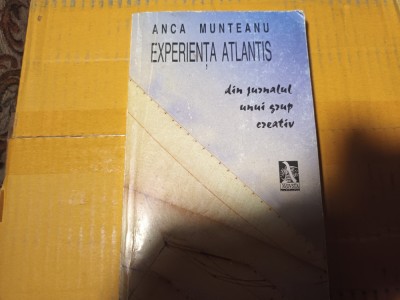 ANCA MUNTEANU
EXPERIENȚA ATLANTIS
din jurnalul
unui grup
creativ